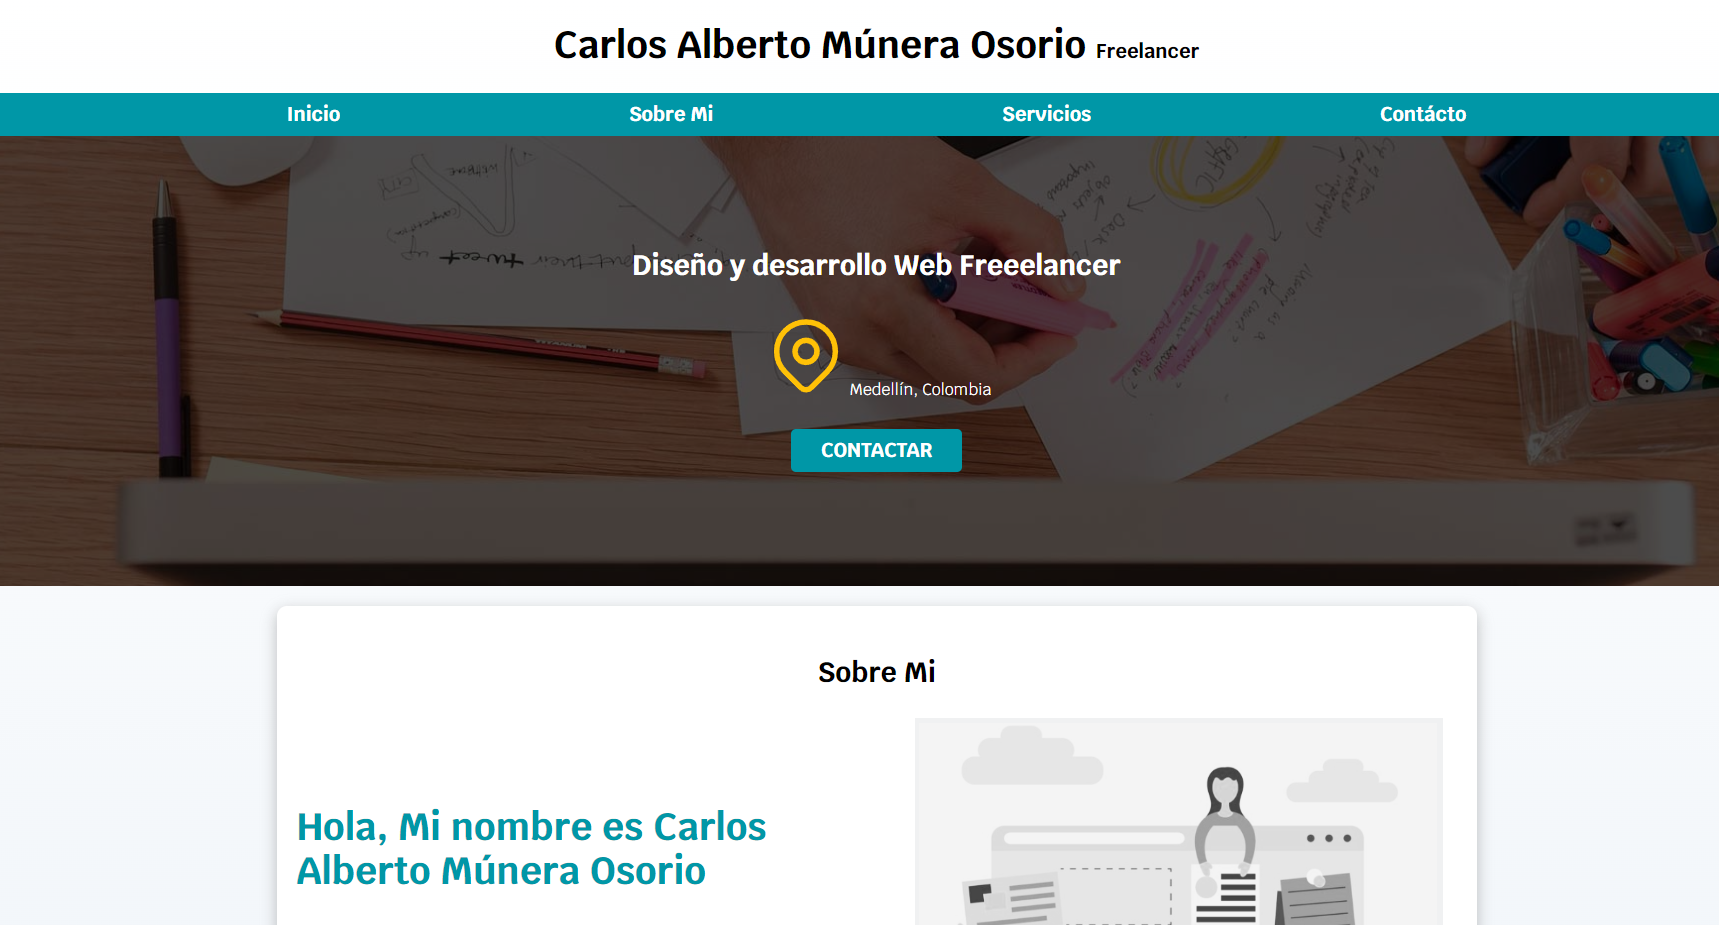 Carlos Alberto Múnera Osorio Freelancer
Inicio Sobre Mi Servicios Contácto
Diseño y desarrollo Web Freeelancer
Medellín, Colombia
CONTACTAR
Sobre Mi
Hola, Mi nombre es Carlos
Alberto Múnera Osorio